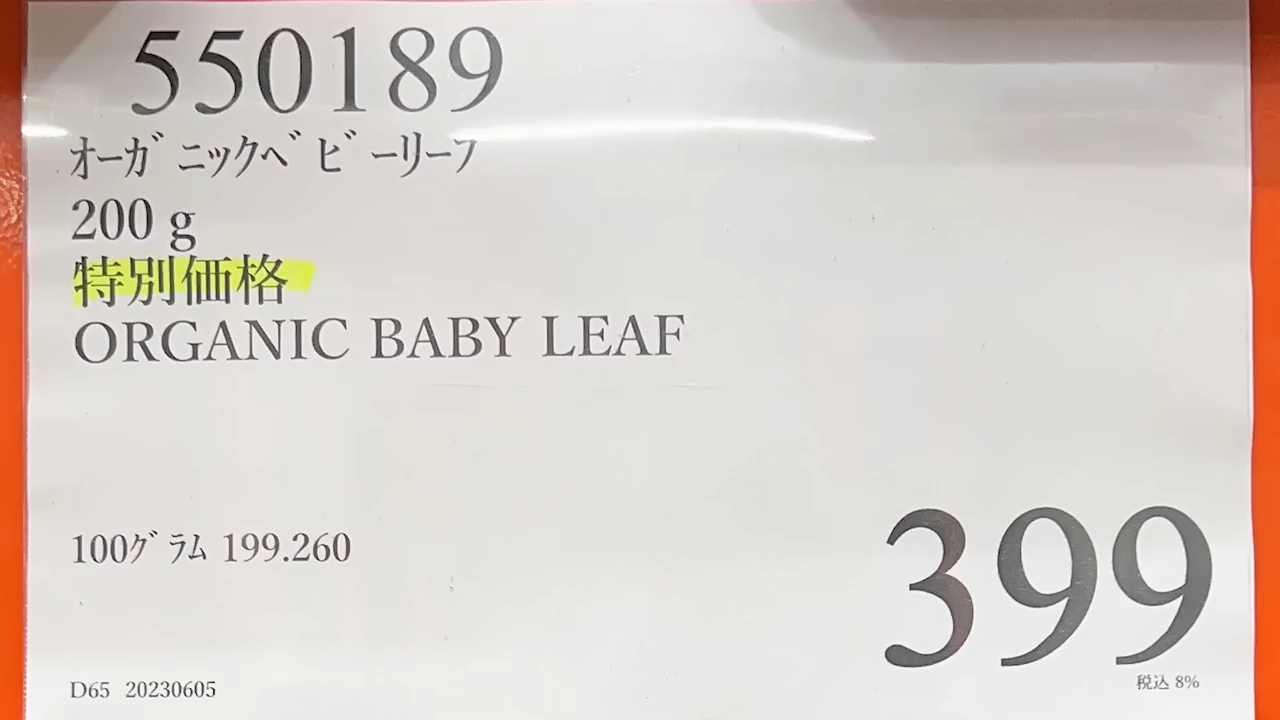 550189
オーガニックベビーリーフ
200 g
特別価格
ORGANIC BABY LEAF
100グラム 199.260
399
税込 8%
D65 20230605